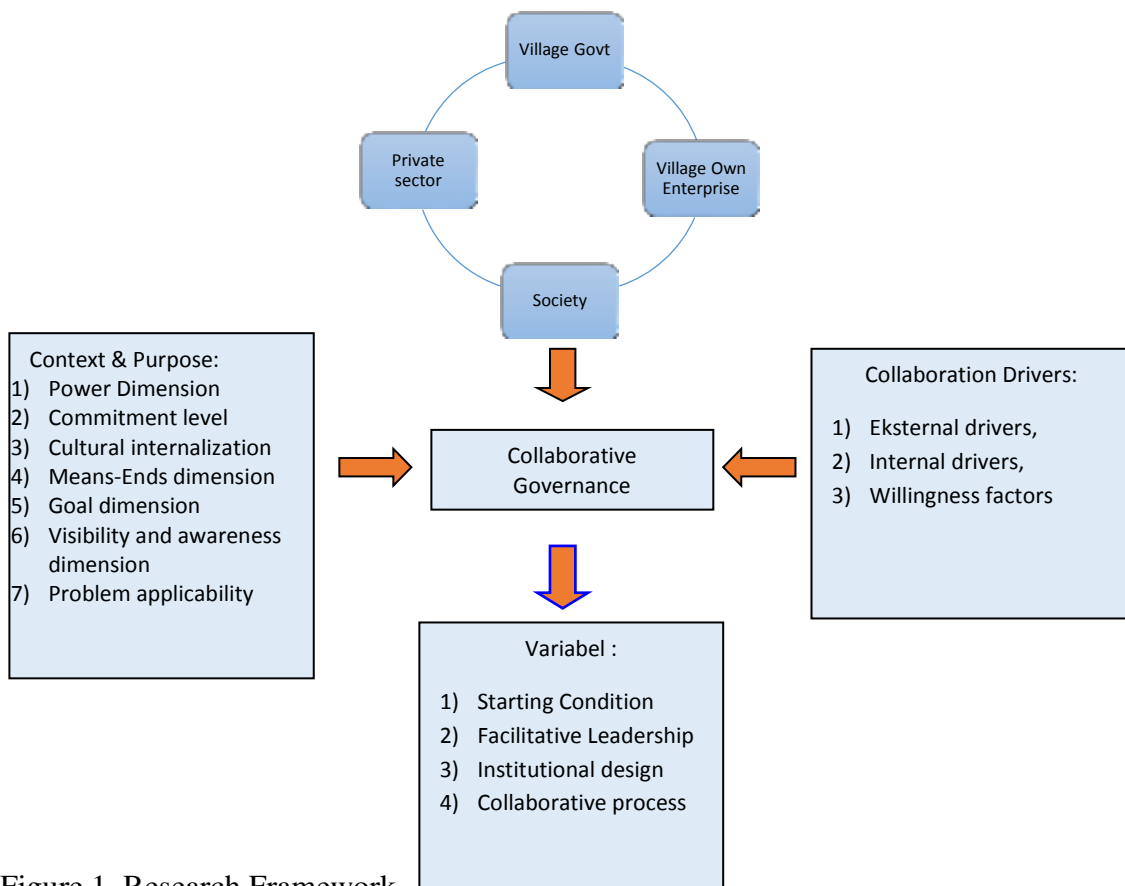 Village Govt
Private
sector
Village Own
Enterprise
Society
Context & Purpose:
1) Power Dimension
2) Commitment level
3) Cultural internalization
4) Means-Ends dimension
5) Goal dimension
6) Visibility and awareness
dimension
7) Problem applicability
Collaborative
Governance
Collaboration Drivers:
1) Eksternal drivers,
2) Internal drivers,
3) Willingness factors
Variabel :
1) Starting Condition
2) Facilitative Leadership
3) Institutional design
4) Collaborative process
Figure 1. Research Framework